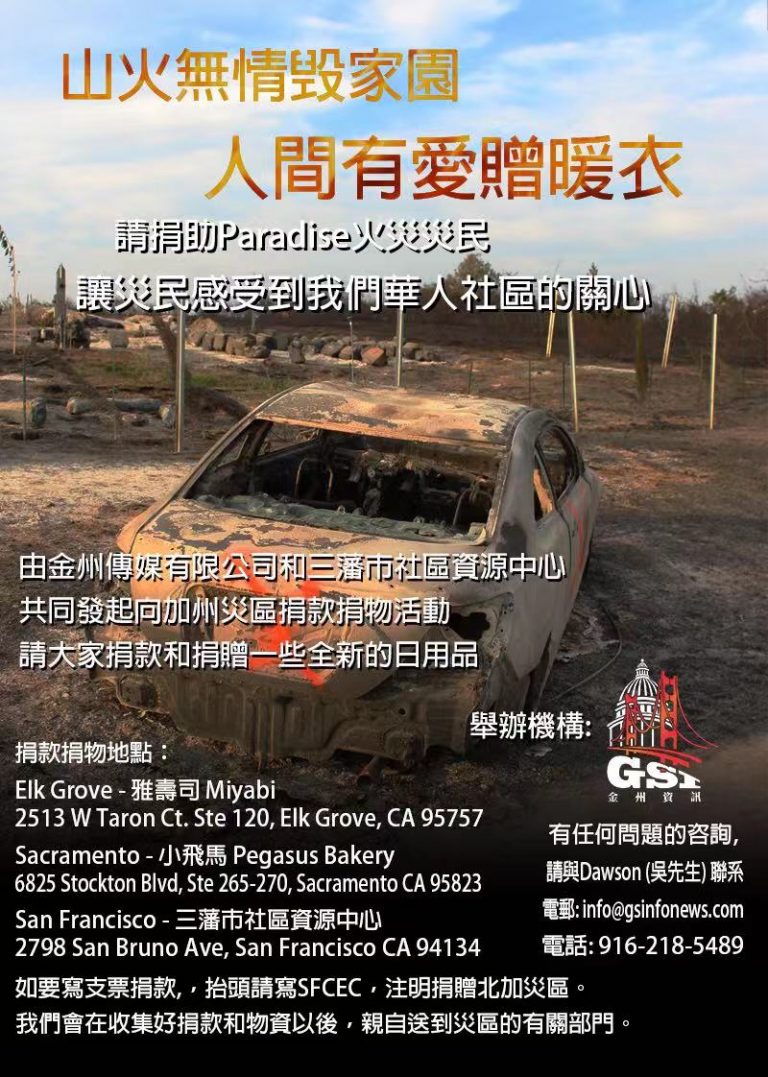 山火無情毀家園
人間有愛贈暖衣
請捐助Paradise火災災民
讓災民感受到我們華人社區的關心
由金州傳媒有限公司和三藩市社區資源中心
共同發起向加州災區捐款捐物活動
請大家捐款和捐贈一些全新的日用品
舉辦機構:
GSI
金州資訊
捐款捐物地點：
Elk Grove - 雅壽司 Miyabi
2513 W Taron Ct. Ste 120, Elk Grove, CA 95757
Sacramento - 小飛馬 Pegasus Bakery
6825 Stockton Blvd, Ste 265-270, Sacramento CA 95823
San Francisco - 三藩市社區資源中心
2798 San Bruno Ave, San Francisco CA 94134
有任何問題的咨詢,
請與Dawson (吳先生) 聯系
電郵: info@gsinfonews.com
電話: 916-218-5489
如要寫支票捐款,，抬頭請寫SFCEC，注明捐贈北加災區。
我們會在收集好捐款和物資以後，親自送到災區的有關部門。